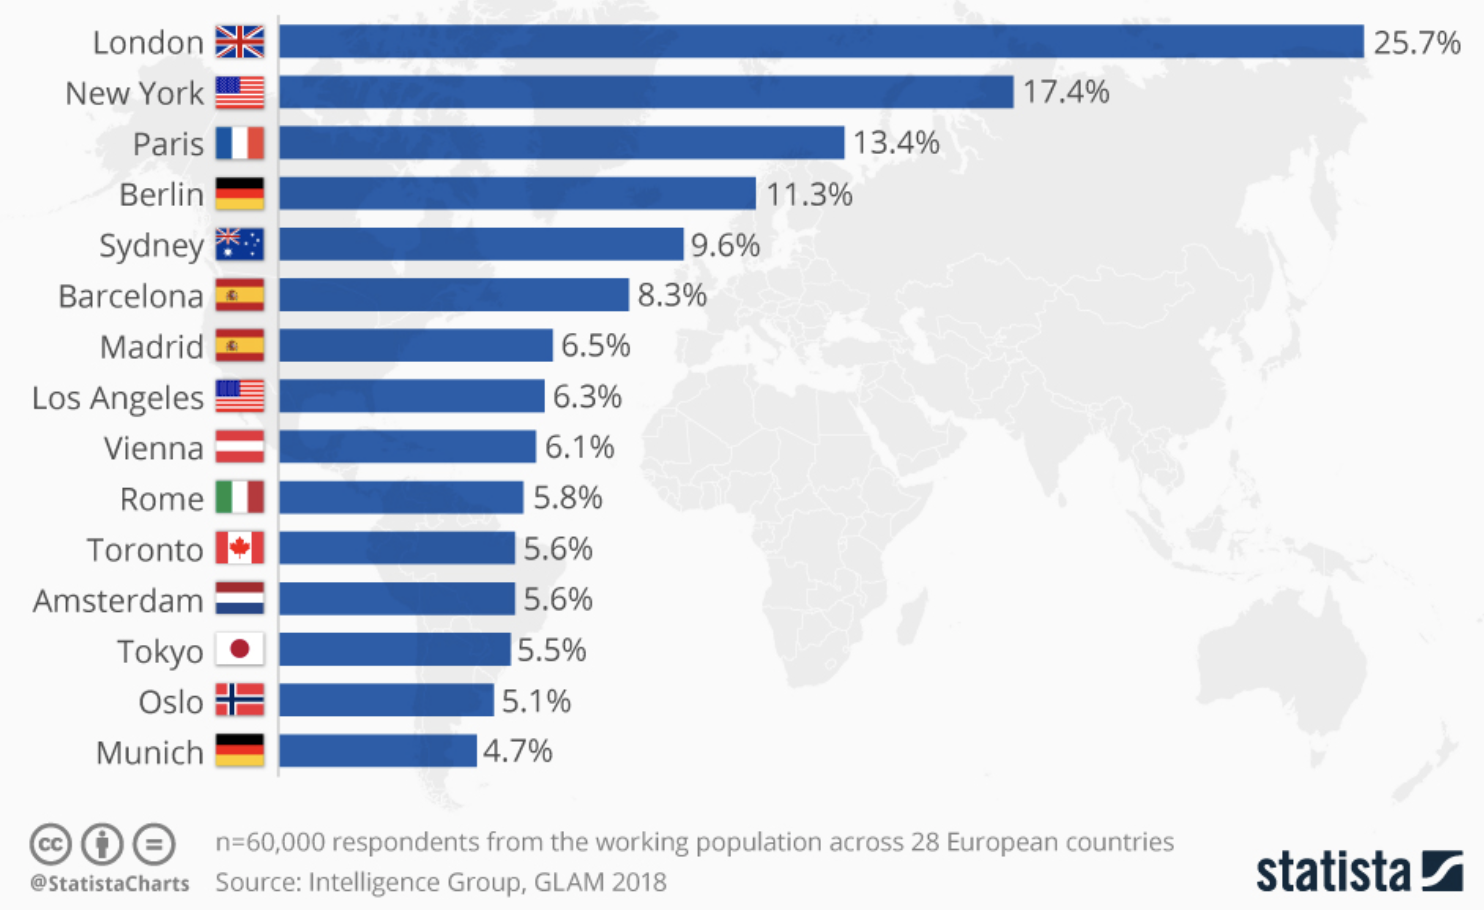 London 25.7%
New York 17.4%
Paris 13.4%
Berlin 11.3%
Sydney 9.6%
Barcelona 8.3%
Madrid 6.5%
Los Angeles 6.3%
Vienna 6.1%
Rome 5.8%
Toronto 5.6%
Amsterdam 5.6%
Tokyo 5.5%
Oslo 5.1%
Munich 4.7%
cc
@StatistaCharts
n=60,000 respondents from the working population across 28 European countries
Source: Intelligence Group, GLAM 2018
statista